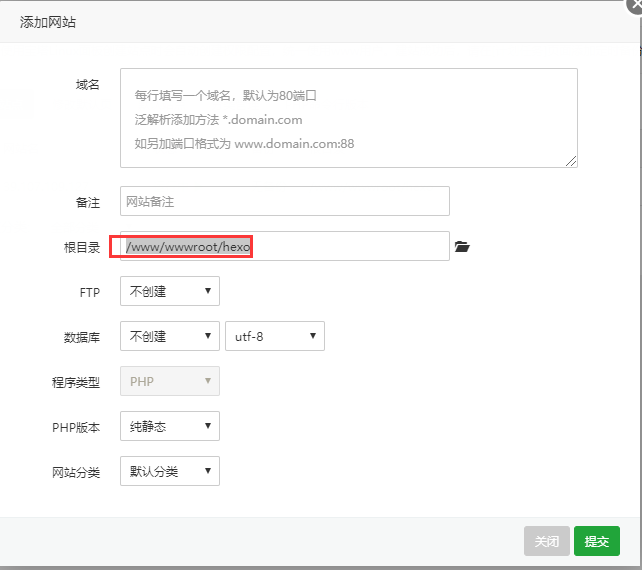 添加网站
域名
每行填写一个域名，默认为80端口
泛解析添加方法 *.domain.com
如另加端口格式为 www.domain.com:88
备注 网站备注
根目录 /www/wwwroot/hexo
FTP 不创建
数据库 不创建 utf-8
程序类型 PHP
PHP版本 纯静态
网站分类 默认分类
关闭 提交